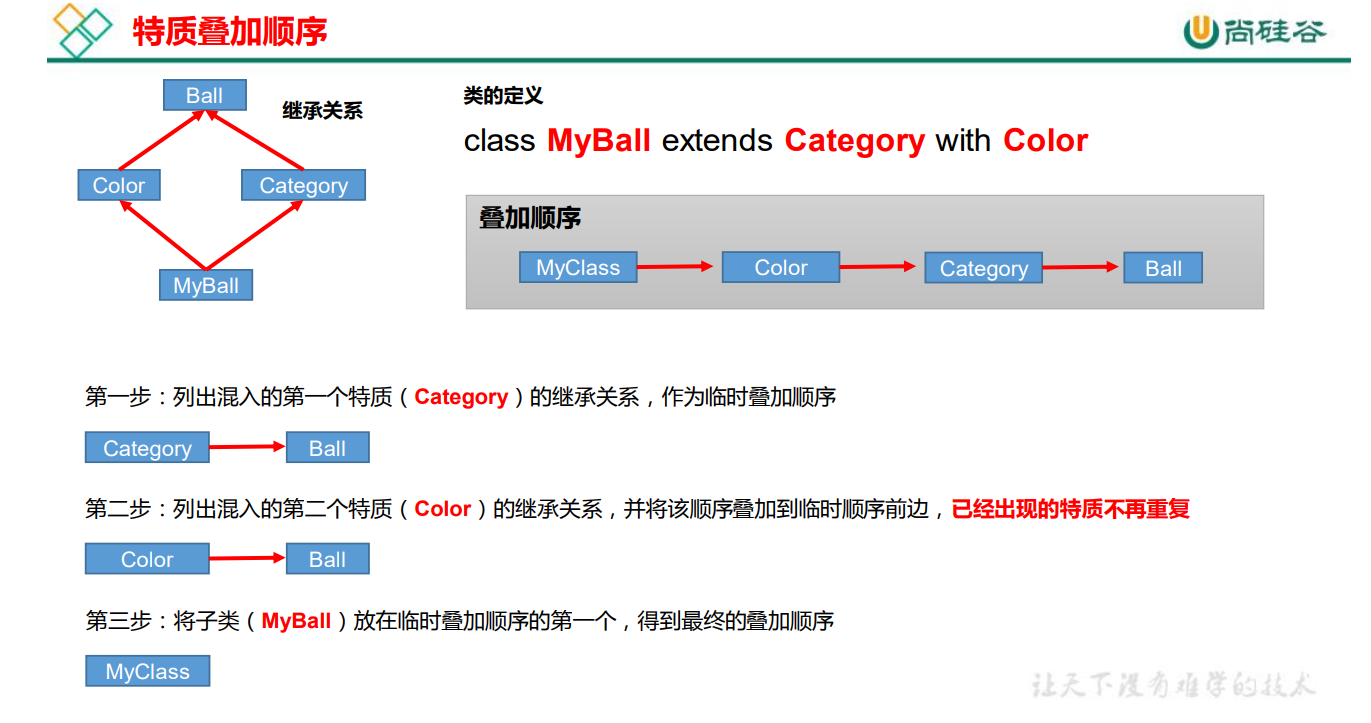 特质叠加顺序
尚硅谷
Ball
继承关系
Color
Category
MyBall
类的定义
class MyBall extends Category with Color
叠加顺序
MyClass
Color
Category
Ball
第一步：列出混入的第一个特质（Category）的继承关系，作为临时叠加顺序
Category
Ball
第二步：列出混入的第二个特质（Color）的继承关系，并将该顺序叠加到临时顺序前边，已经出现的特质不再重复
Color
Ball
第三步：将子类（MyBall）放在临时叠加顺序的第一个，得到最终的叠加顺序
MyClass
让天下没有难学的技术